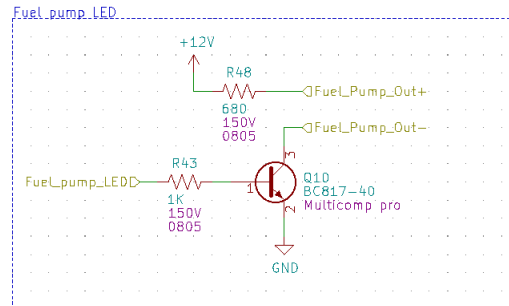 Fuel pump LED
+12V
R48
680
150V
0805
Fuel_Pump_Out+
Fuel_Pump_Out-
R43
1K
150V
0805
Fuel_pump_LED
3
1
2
Q10
BC817-40
Multicomp pro
GND